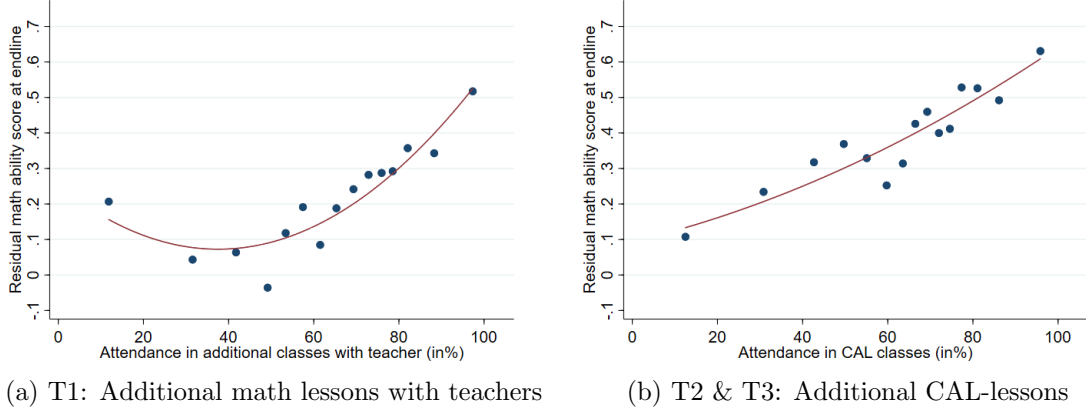 Residual math ability score at endline
.7
.6
.5
.4
.3
.2
.1
0
-.1
0 20 40 60 80 100
Attendance in additional classes with teacher (in%)
(a) T1: Additional math lessons with teachers
Residual math ability score at endline
.7
.6
.5
.4
.3
.2
.1
0
-.1
0 20 40 60 80 100
Attendance in CAL classes (in%)
(b) T2 & T3: Additional CAL-lessons